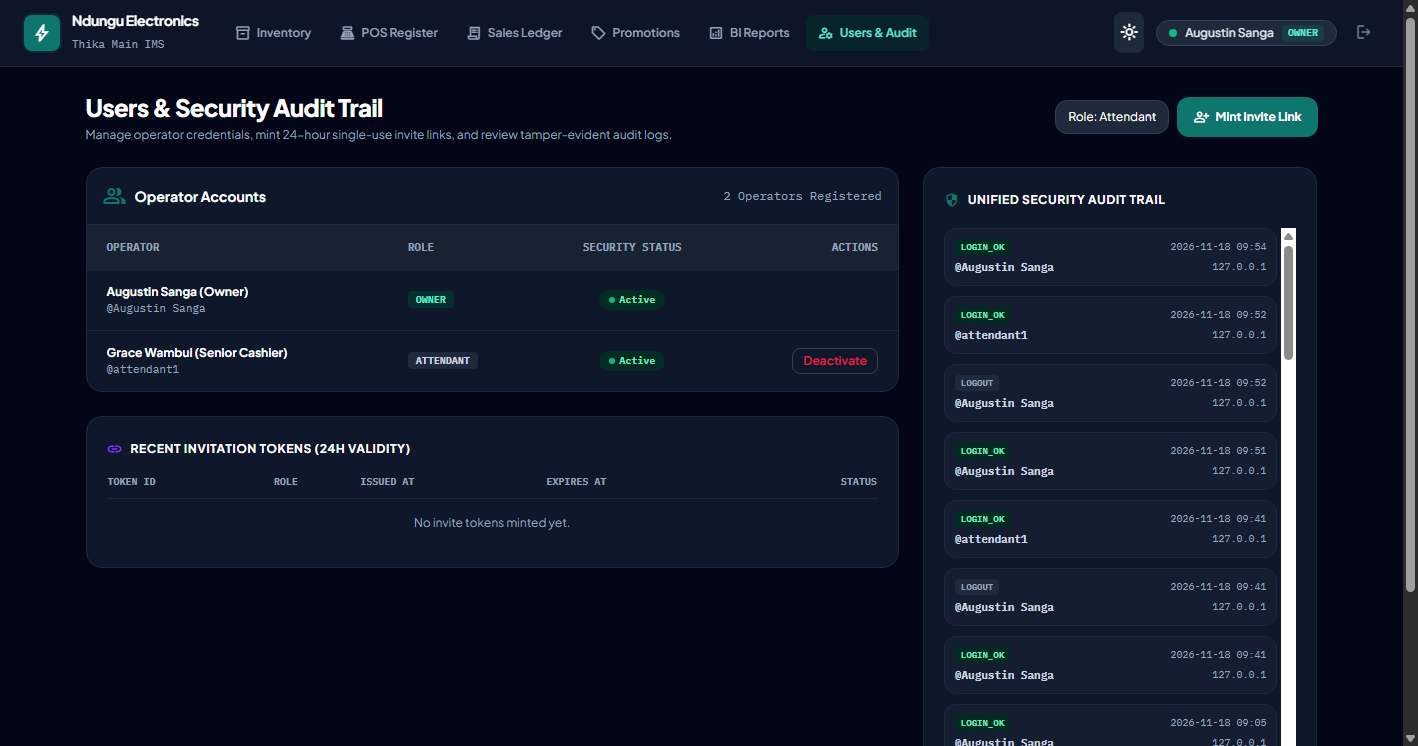 Ndungu Electronics
Thika Main IMS
Inventory
POS Register
Sales Ledger
Promotions
BI Reports
Users & Audit
Augustin Sanga OWNER
Users & Security Audit Trail
Manage operator credentials, mint 24-hour single-use invite links, and review tamper-evident audit logs.
Role: Attendant
Mint Invite Link
Operator Accounts
2 Operators Registered
OPERATOR ROLE SECURITY STATUS ACTIONS
Augustin Sanga (Owner)
@Augustin Sanga
OWNER
Active
Grace Wambui (Senior Cashier)
@attendant1
ATTENDANT
Active
Deactivate
RECENT INVITATION TOKENS (24H VALIDITY)
TOKEN ID ROLE ISSUED AT EXPIRES AT STATUS
No invite tokens minted yet.
UNIFIED SECURITY AUDIT TRAIL
LOGIN_OK 2026-11-18 09:54
@Augustin Sanga 127.0.0.1
LOGIN_OK 2026-11-18 09:52
@attendant1 127.0.0.1
LOGOUT 2026-11-18 09:52
@Augustin Sanga 127.0.0.1
LOGIN_OK 2026-11-18 09:51
@Augustin Sanga 127.0.0.1
LOGIN_OK 2026-11-18 09:41
@attendant1 127.0.0.1
LOGOUT 2026-11-18 09:41
@Augustin Sanga 127.0.0.1
LOGIN_OK 2026-11-18 09:41
@Augustin Sanga 127.0.0.1
LOGIN_OK 2026-11-18 09:05
@Augustin Sanga 127.0.0.1